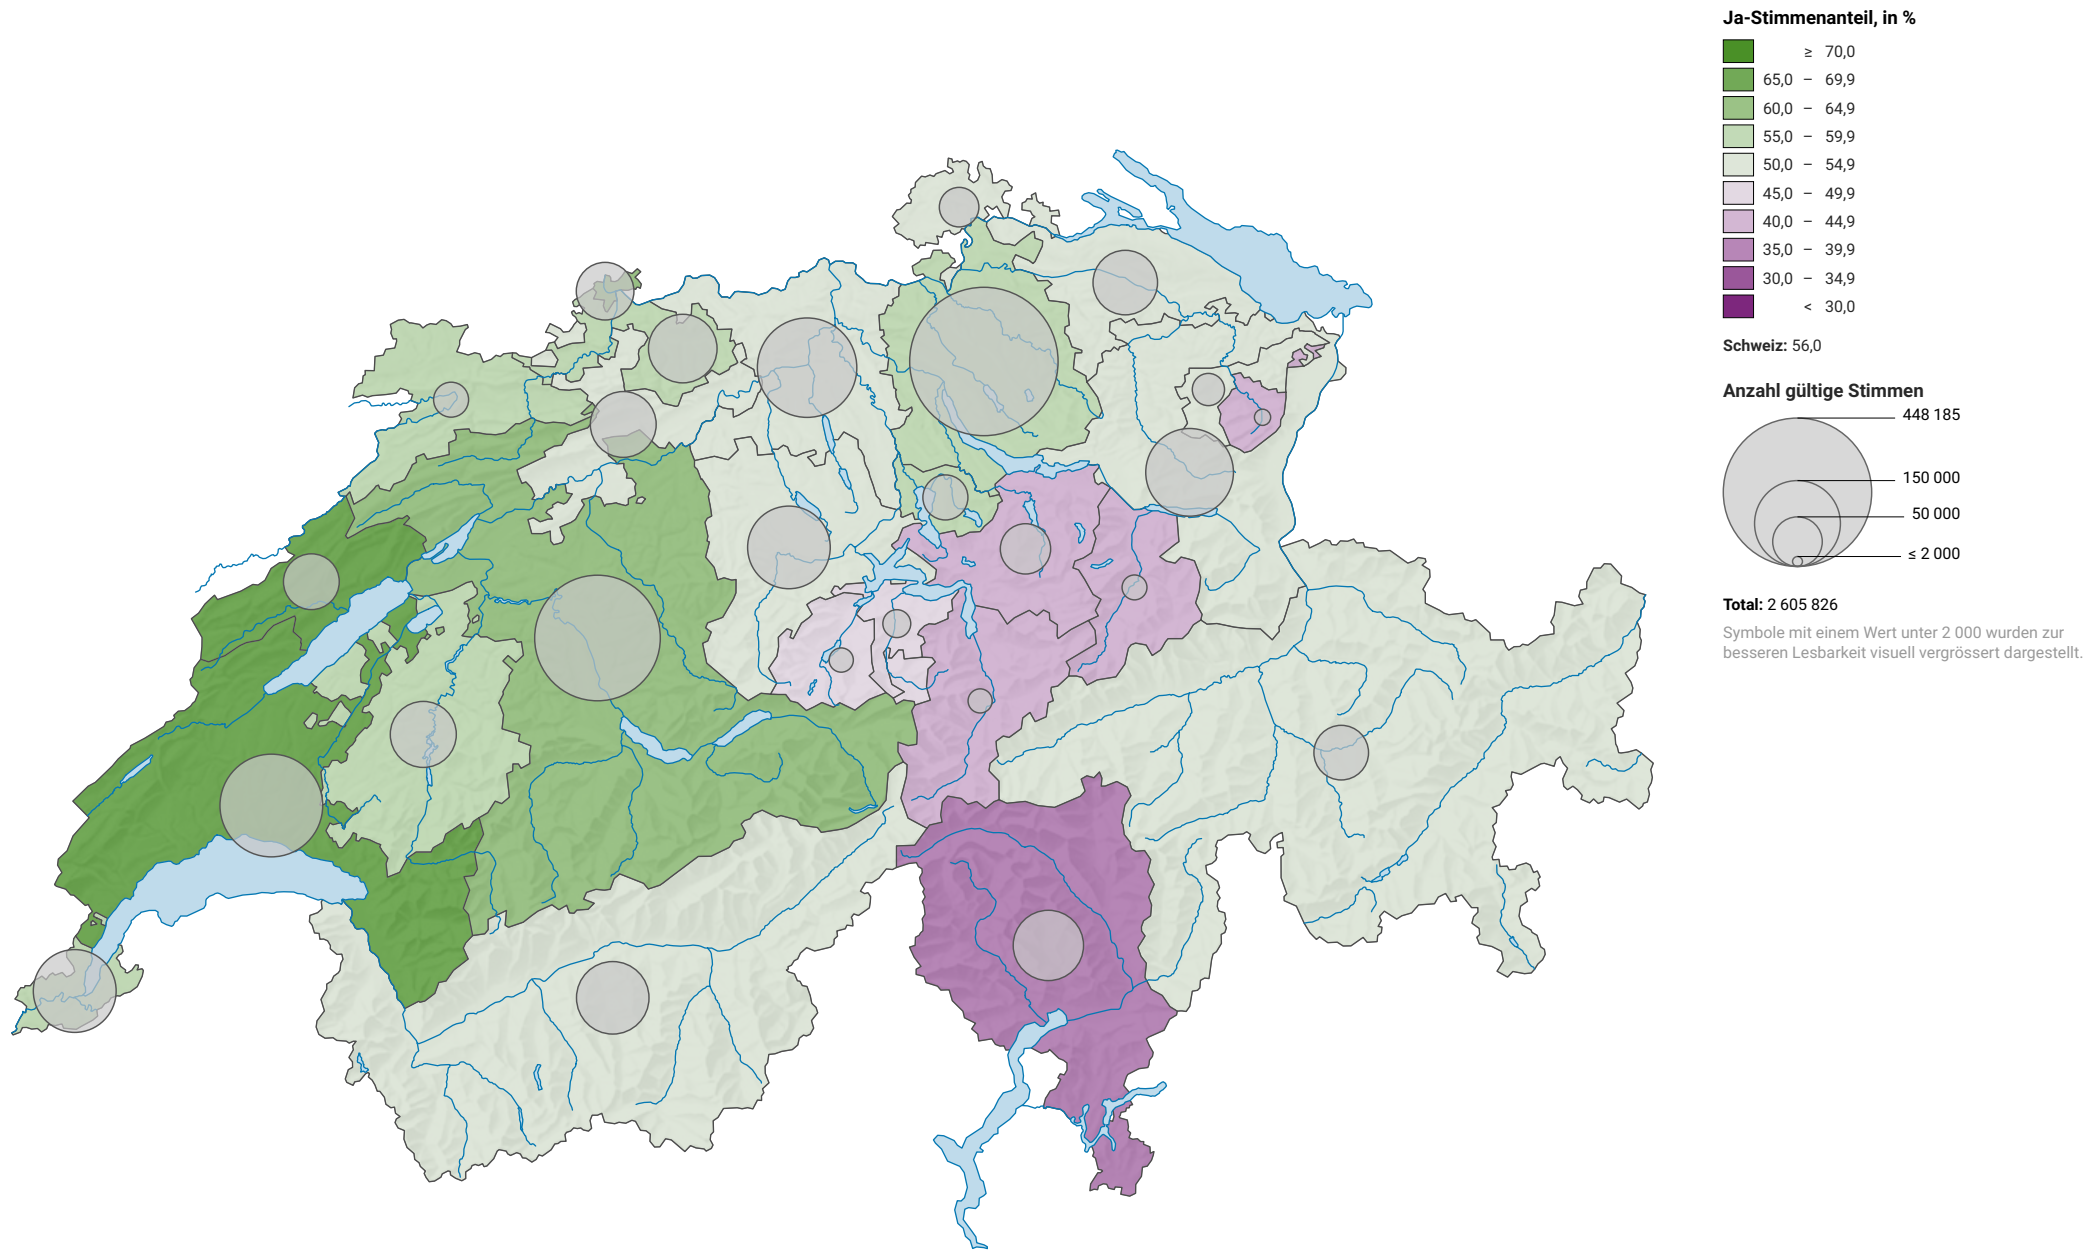 Ja-Stimmenanteil, in %
≥ 70,0
65,0 – 69,9
60,0 – 64,9
55,0 – 59,9
50,0 – 54,9
45,0 – 49,9
40,0 – 44,9
35,0 – 39,9
30,0 – 34,9
< 30,0
Schweiz: 56,0
Anzahl gültige Stimmen
448 185
150 000
50 000
≤ 2 000
Total: 2 605 826
Symbole mit einem Wert unter 2 000 wurden zur
besseren Lesbarkeit visuell vergrössert dargestellt.